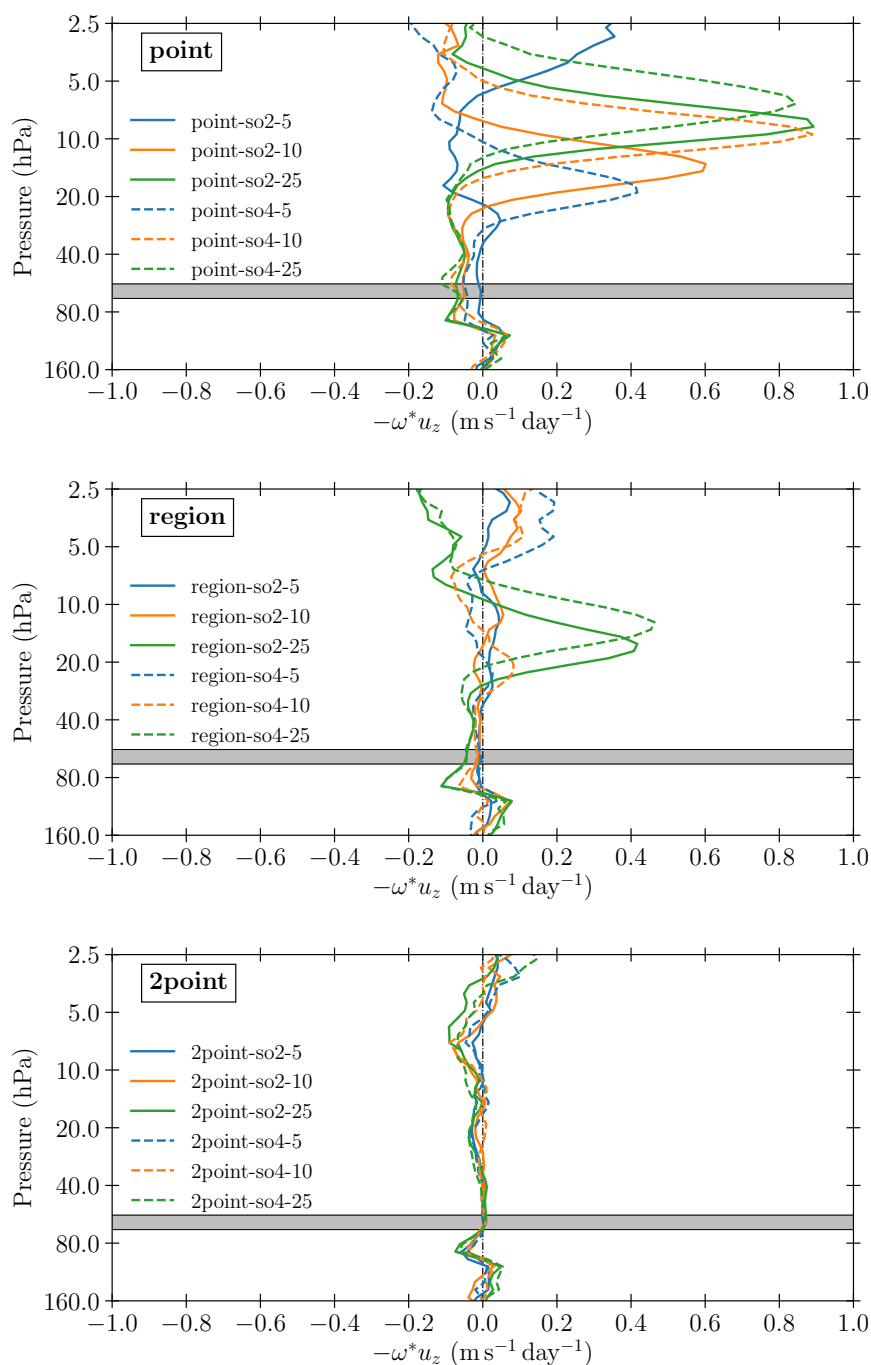 2.5
point
5.0
10.0
20.0
40.0
80.0
160.0
Pressure (hPa)
point-so2-5
point-so2-10
point-so2-25
point-so4-5
point-so4-10
point-so4-25
−1.0 −0.8 −0.6 −0.4 −0.2 0.0 0.2 0.4 0.6 0.8 1.0
−ω*u_z (m s⁻¹ day⁻¹)
2.5
region
5.0
10.0
20.0
40.0
80.0
160.0
Pressure (hPa)
region-so2-5
region-so2-10
region-so2-25
region-so4-5
region-so4-10
region-so4-25
−1.0 −0.8 −0.6 −0.4 −0.2 0.0 0.2 0.4 0.6 0.8 1.0
−ω*u_z (m s⁻¹ day⁻¹)
2.5
2point
5.0
10.0
20.0
40.0
80.0
160.0
Pressure (hPa)
2point-so2-5
2point-so2-10
2point-so2-25
2point-so4-5
2point-so4-10
2point-so4-25
−1.0 −0.8 −0.6 −0.4 −0.2 0.0 0.2 0.4 0.6 0.8 1.0
−ω*u_z (m s⁻¹ day⁻¹)